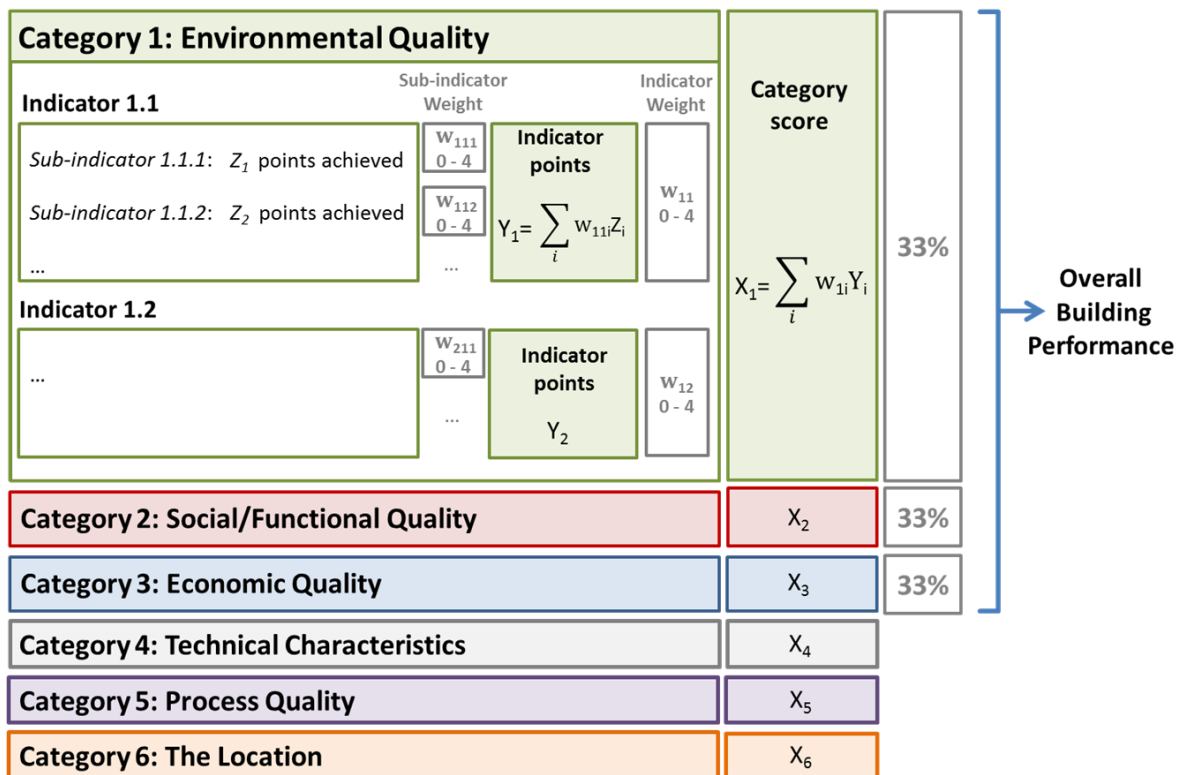 Category 1: Environmental Quality
Sub-indicator
Weight
Indicator
Weight
Category
score
Indicator 1.1
Sub-indicator 1.1.1: Z1 points achieved
Sub-indicator 1.1.2: Z2 points achieved
...
w111
0 - 4
w112
0 - 4
...
Indicator
points
Y1= ∑ w11iZi
i
w11
0 - 4
X1= ∑ w1iYi
i
33%
Overall
Building
Performance
Indicator 1.2
...
w211
0 - 4
...
Indicator
points
Y2
w12
0 - 4
Category 2: Social/Functional Quality
X2
33%
Category 3: Economic Quality
X3
33%
Category 4: Technical Characteristics
X4
Category 5: Process Quality
X5
Category 6: The Location
X6